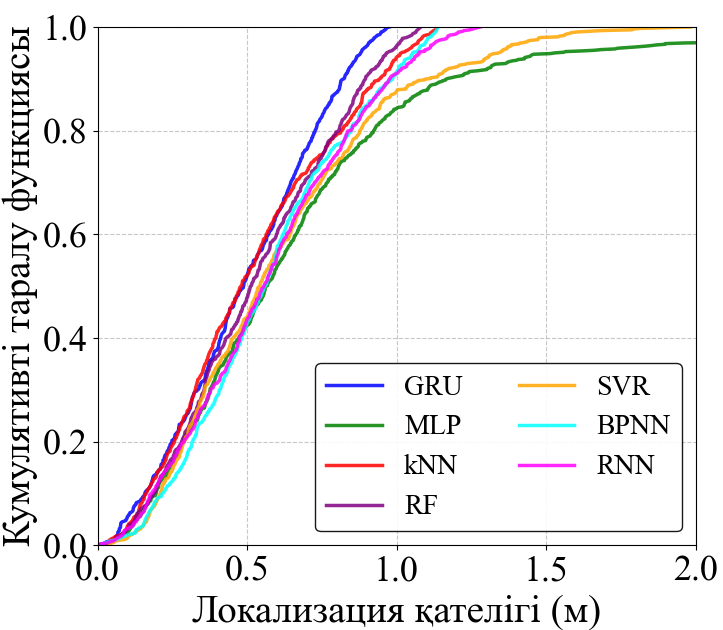 Кумулятивті таралу функциясы
1.0
0.8
0.6
0.4
0.2
0.0
0.0 0.5 1.0 1.5 2.0
Локализация қателігі (м)
GRU
MLP
kNN
RF
SVR
BPNN
RNN